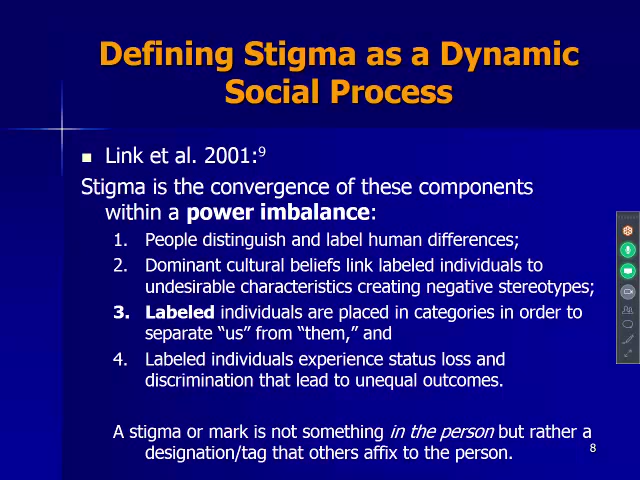 Defining Stigma as a Dynamic
Social Process
Link et al. 2001:9
Stigma is the convergence of these components
within a power imbalance:
1. People distinguish and label human differences;
2. Dominant cultural beliefs link labeled individuals to
undesirable characteristics creating negative stereotypes;
3. Labeled individuals are placed in categories in order to
separate “us” from “them,” and
4. Labeled individuals experience status loss and
discrimination that lead to unequal outcomes.
A stigma or mark is not something in the person but rather a
designation/tag that others affix to the person.
8